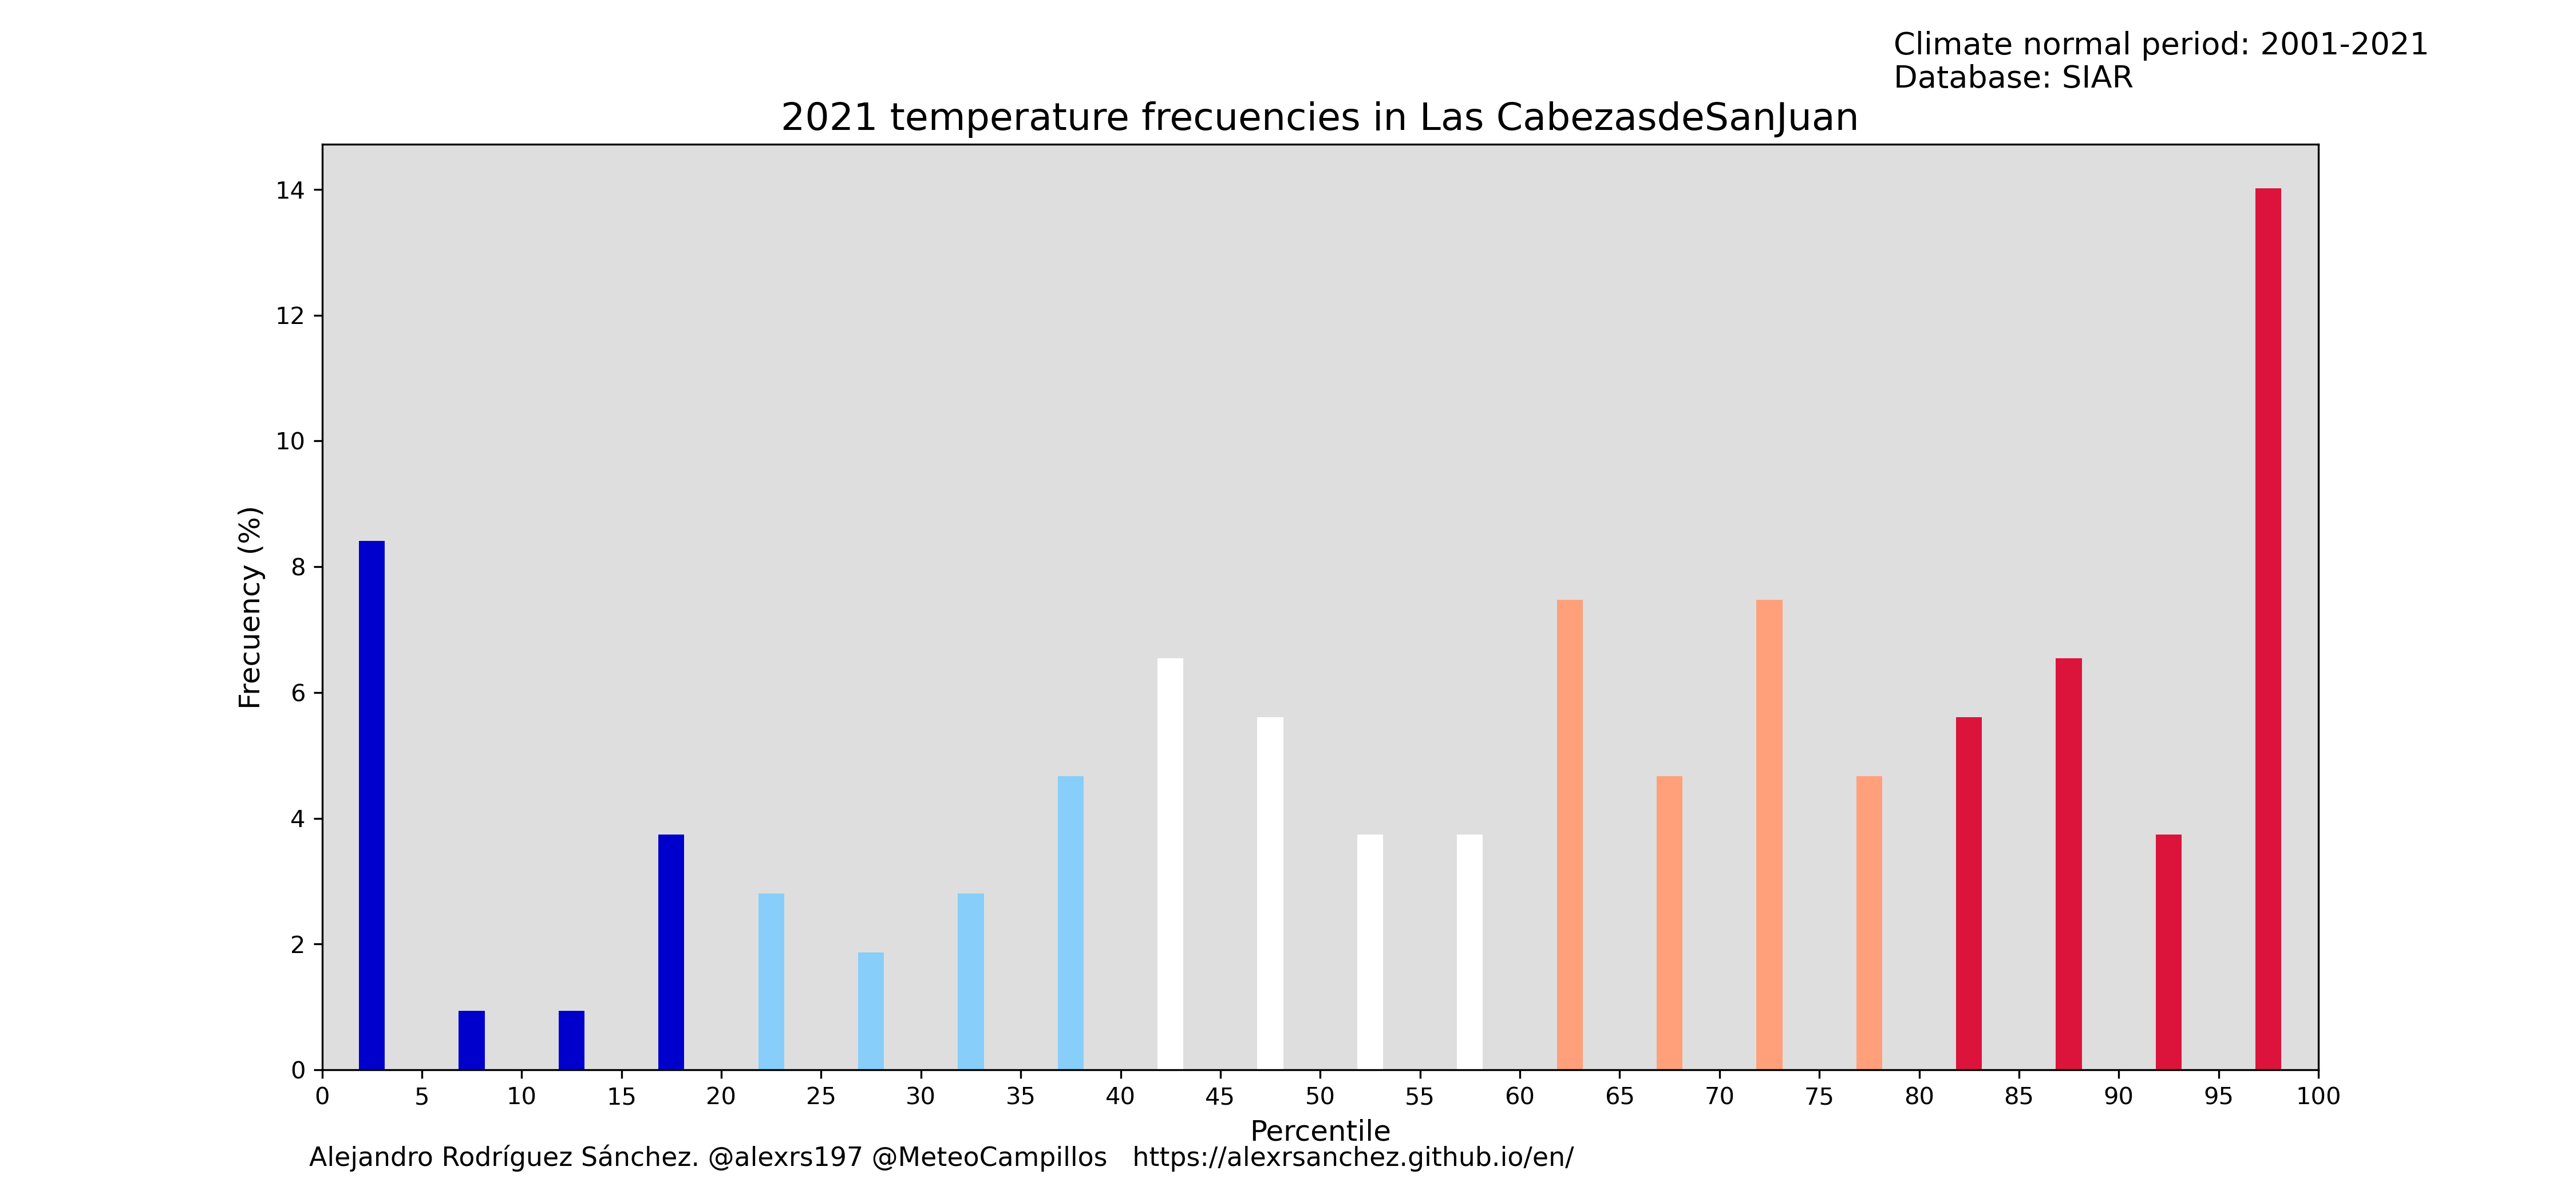 Climate normal period: 2001-2021
Database: SIAR
2021 temperature frecuencies in Las CabezasdeSanJuan
Frecuency (%)
14
12
10
8
6
4
2
0
0 5 10 15 20 25 30 35 40 45 50 55 60 65 70 75 80 85 90 95 100
Percentile
Alejandro Rodríguez Sánchez. @alexrs197 @MeteoCampillos https://alexrsanchez.github.io/en/